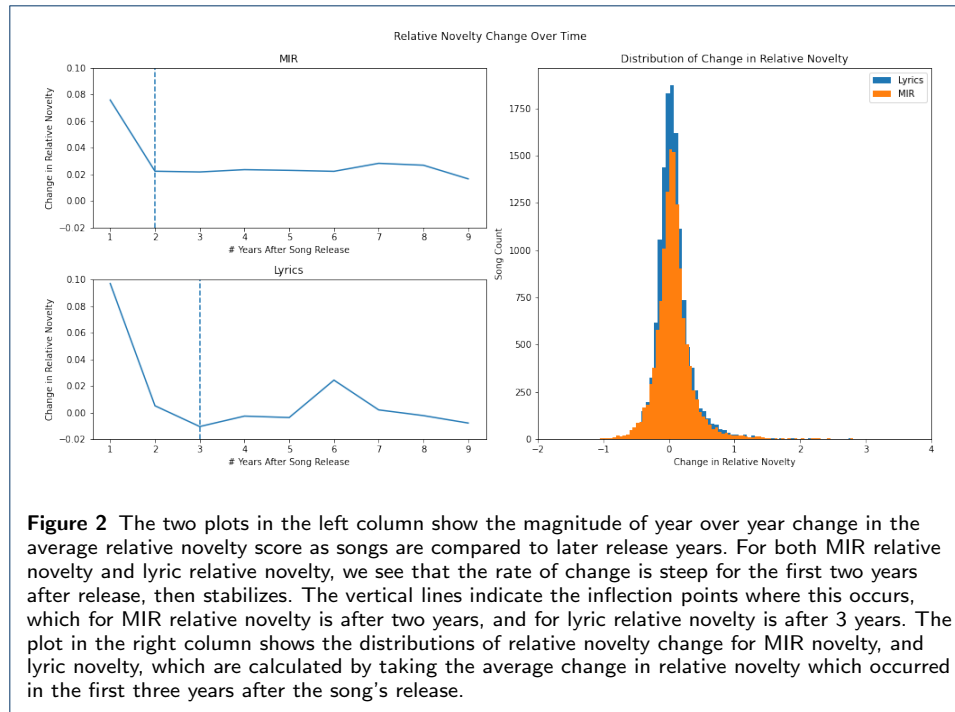 Relative Novelty Change Over Time
MIR
0.10
0.08
0.06
0.04
0.02
0.00
−0.02
Change in Relative Novelty
1 2 3 4 5 6 7 8 9
# Years After Song Release
Lyrics
0.10
0.08
0.06
0.04
0.02
0.00
−0.02
Change in Relative Novelty
1 2 3 4 5 6 7 8 9
# Years After Song Release
Distribution of Change in Relative Novelty
Lyrics
MIR
1750
1500
1250
1000
750
500
250
0
Song Count
−2 −1 0 1 2 3 4
Change in Relative Novelty
Figure 2 The two plots in the left column show the magnitude of year over year change in the
average relative novelty score as songs are compared to later release years. For both MIR relative
novelty and lyric relative novelty, we see that the rate of change is steep for the first two years
after release, then stabilizes. The vertical lines indicate the inflection points where this occurs,
which for MIR relative novelty is after two years, and for lyric relative novelty is after 3 years. The
plot in the right column shows the distributions of relative novelty change for MIR novelty, and
lyric novelty, which are calculated by taking the average change in relative novelty which occurred
in the first three years after the song's release.